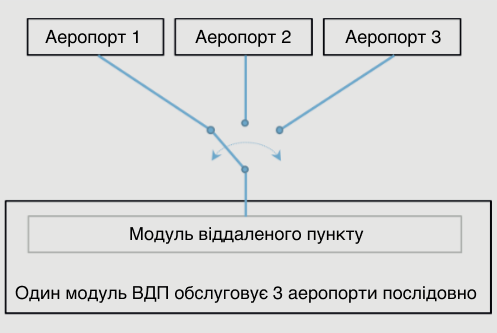 Аеропорт 1
Аеропорт 2
Аеропорт 3
Модуль віддаленого пункту
Один модуль ВДП обслуговує 3 аеропорти послідовно